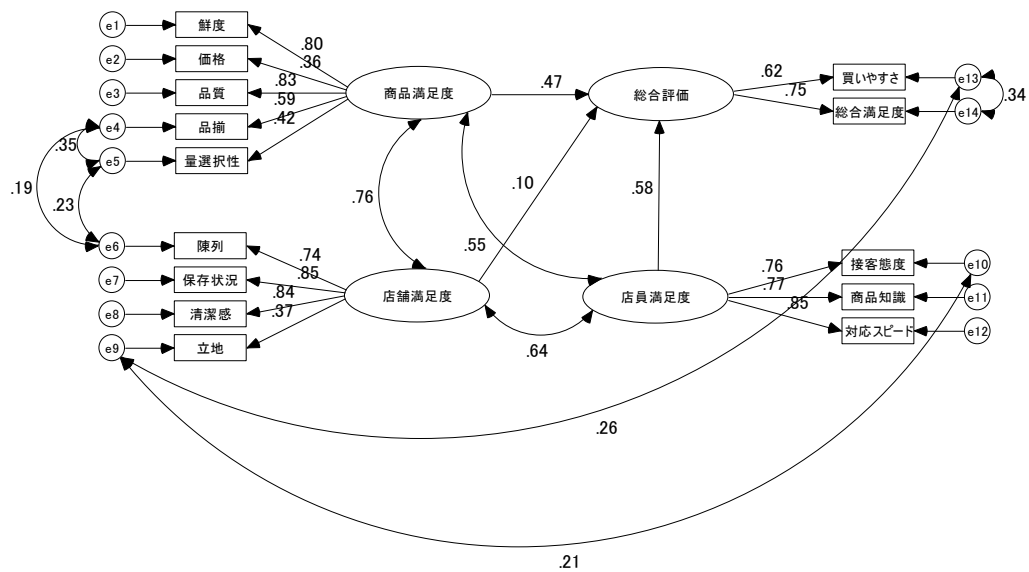 e1
鮮度
.80
e2
価格
.36
e3
品質
.83
e4
品揃
.59
e5
量選択性
.42
商品満足度
.47
総合評価
.62
買いやすさ
e13
.75
総合満足度
e14
.34
.35
.19
.23
.76
.55
.10
.58
e6
陳列
.74
e7
保存状況
.85
e8
清潔感
.84
e9
立地
.37
店舗満足度
.64
店員満足度
.76
接客態度
e10
.77
商品知識
e11
.85
対応スピード
e12
.26
.21